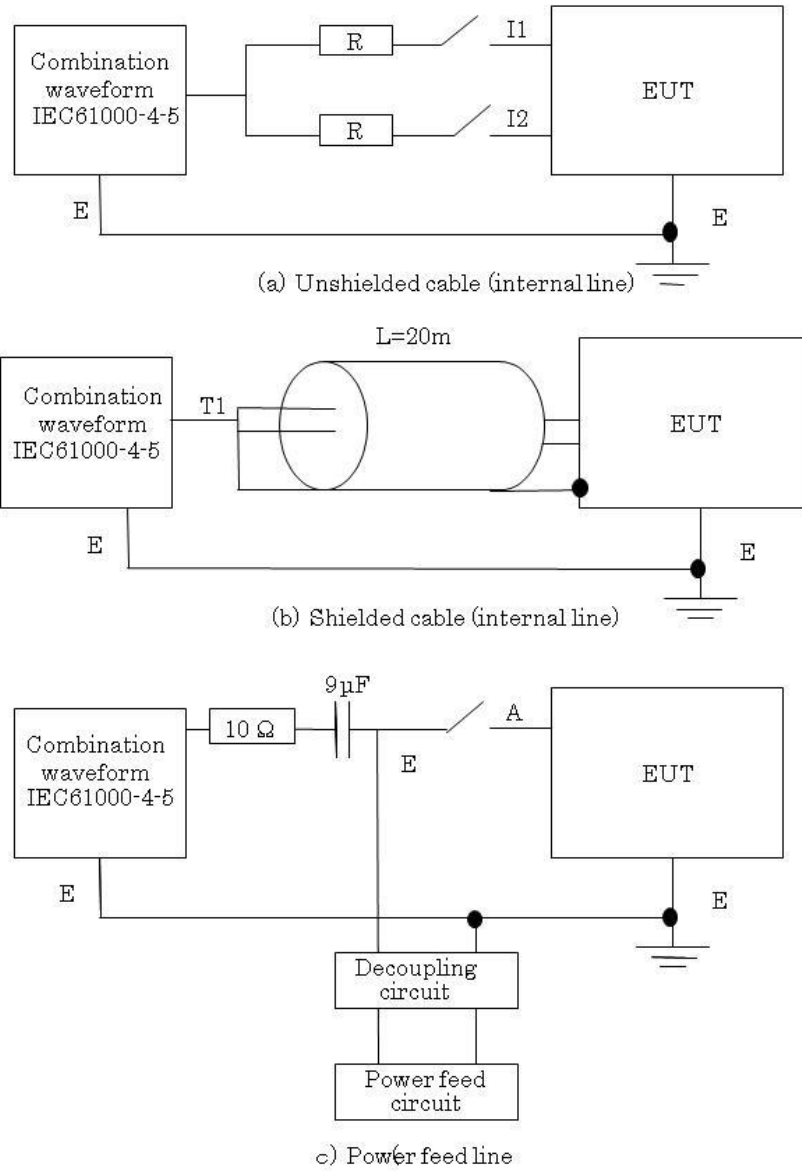 Combination
waveform
IEC61000-4-5
R
I1
EUT
R
I2
E
E
(a) Unshielded cable (internal line)
L=20m
Combination
waveform
IEC61000-4-5
T1
EUT
E
E
(b) Shielded cable (internal line)
9µF
10 Ω
A
Combination
waveform
IEC61000-4-5
E
EUT
E
E
Decoupling
circuit
Power feed
circuit
c) Power( feed line